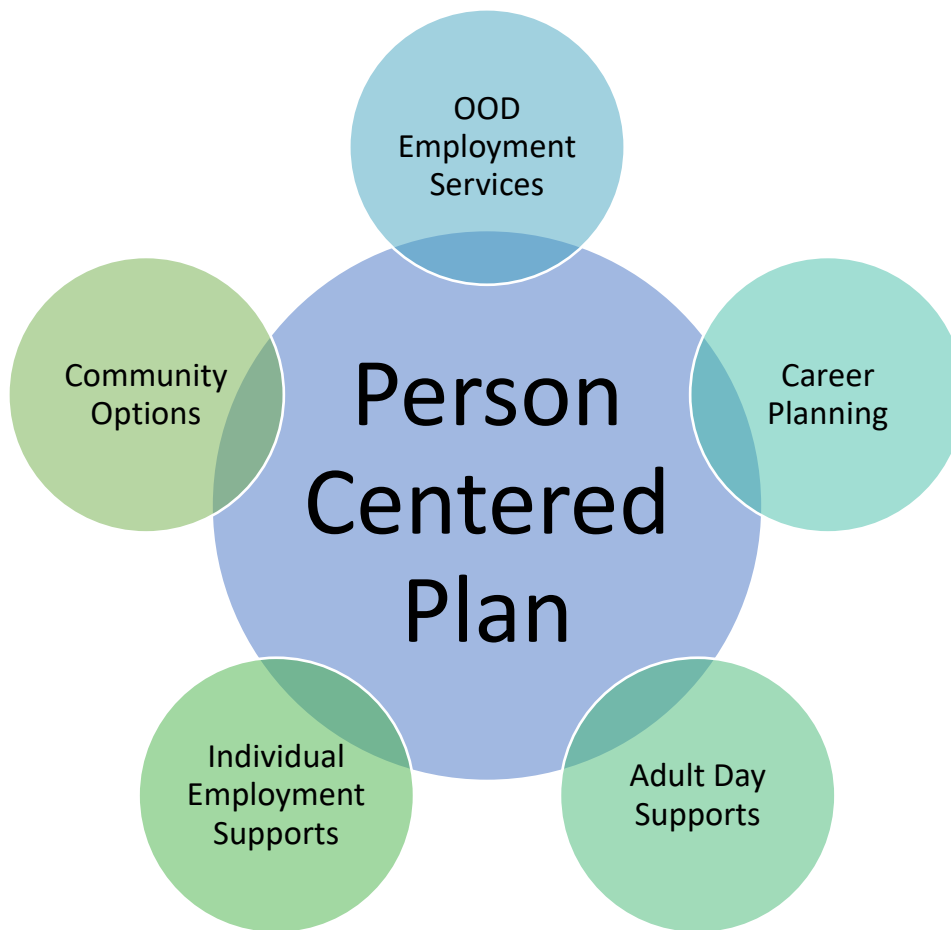 OOD
Employment
Services
Community
Options
Person
Centered
Plan
Career
Planning
Individual
Employment
Supports
Adult Day
Supports